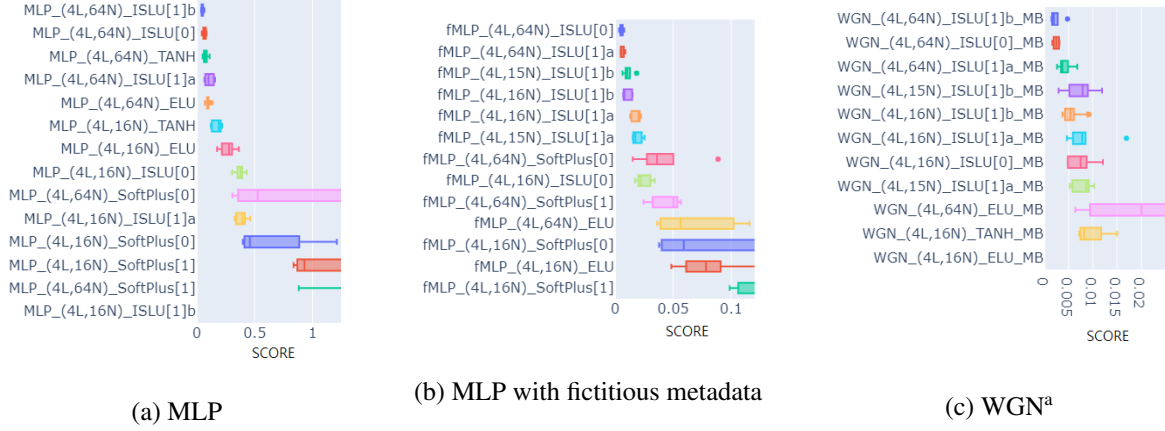 MLP_(4L,64N)_ISLU[1]b
MLP_(4L,64N)_ISLU[0]
MLP_(4L,64N)_TANH
MLP_(4L,64N)_ISLU[1]a
MLP_(4L,64N)_ELU
MLP_(4L,16N)_TANH
MLP_(4L,16N)_ELU
MLP_(4L,16N)_ISLU[0]
MLP_(4L,64N)_SoftPlus[0]
MLP_(4L,16N)_ISLU[1]a
MLP_(4L,16N)_SoftPlus[0]
MLP_(4L,16N)_SoftPlus[1]
MLP_(4L,64N)_SoftPlus[1]
MLP_(4L,16N)_ISLU[1]b
0 0.5 1
SCORE
(a) MLP
fMLP_(4L,64N)_ISLU[0]
fMLP_(4L,64N)_ISLU[1]a
fMLP_(4L,15N)_ISLU[1]b
fMLP_(4L,16N)_ISLU[1]b
fMLP_(4L,16N)_ISLU[1]a
fMLP_(4L,15N)_ISLU[1]a
fMLP_(4L,64N)_SoftPlus[0]
fMLP_(4L,16N)_ISLU[0]
fMLP_(4L,64N)_SoftPlus[1]
fMLP_(4L,64N)_ELU
fMLP_(4L,16N)_SoftPlus[0]
fMLP_(4L,16N)_ELU
fMLP_(4L,16N)_SoftPlus[1]
0 0.05 0.1
SCORE
(b) MLP with fictitious metadata
WGN_(4L,64N)_ISLU[1]b_MB
WGN_(4L,64N)_ISLU[0]_MB
WGN_(4L,64N)_ISLU[1]a_MB
WGN_(4L,15N)_ISLU[1]b_MB
WGN_(4L,16N)_ISLU[1]b_MB
WGN_(4L,16N)_ISLU[1]a_MB
WGN_(4L,16N)_ISLU[0]_MB
WGN_(4L,15N)_ISLU[1]a_MB
WGN_(4L,64N)_ELU_MB
WGN_(4L,16N)_TANH_MB
WGN_(4L,16N)_ELU_MB
0 0.005 0.01 0.015 0.02
SCORE
(c) WGNᵃ